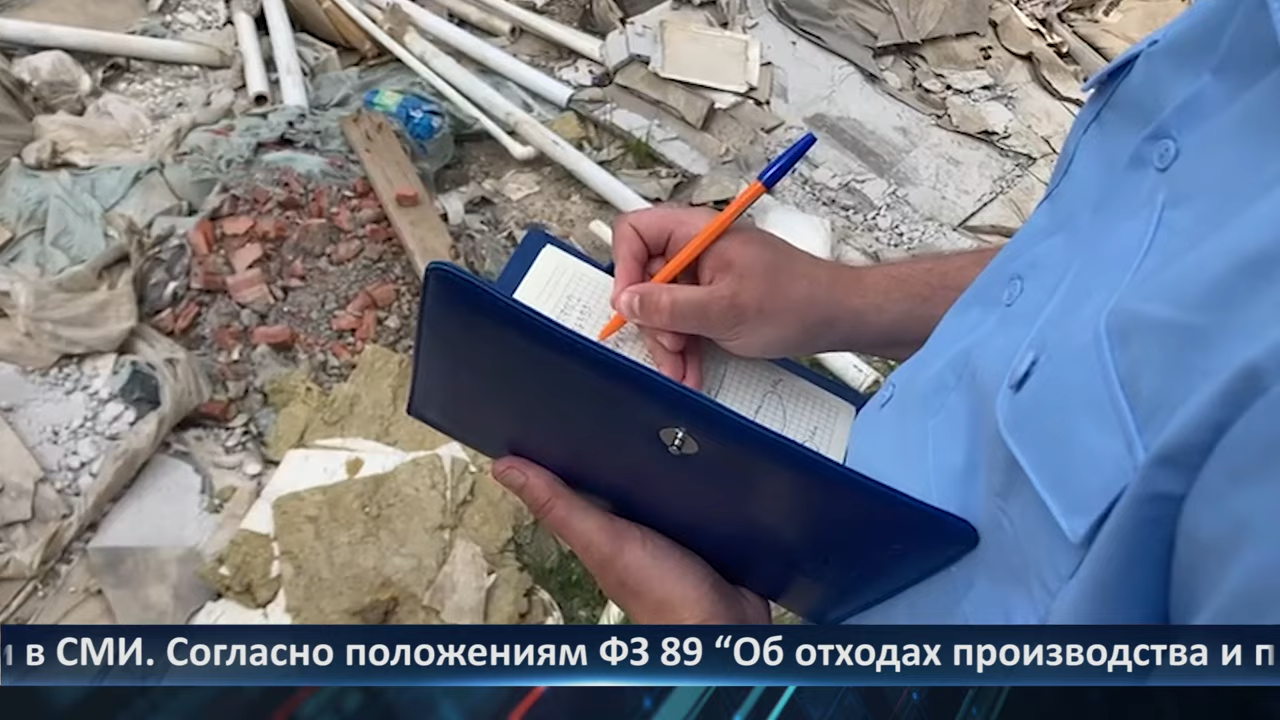 в СМИ. Согласно положениям ФЗ 89 “Об отходах производства и п